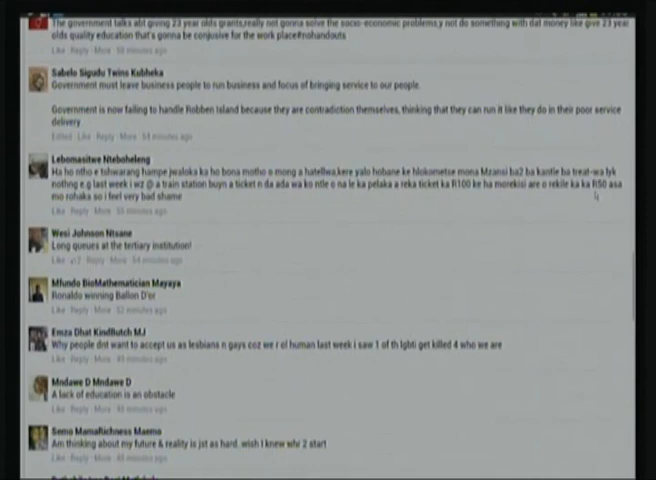 The government talks abt giving 23 year olds grants,really not gonna solve the socio-economic problems,y not do something with dat money like give 23 year
olds quality education that's gonna be conjusive for the work place#nohandouts
Like · Reply · More · 50 minutes ago
Sabelo Sigudu Twins Kubheka
Government must leave business people to run business and focus of bringing service to our people.
Government is now failing to handle Robben Island because they are contradiction themselves, thinking that they can run it like they do in their poor service
delivery
Edited · Like · Reply · More · 54 minutes ago
Lebomasitwe Nteboheleng
Ha ho ntho e tshwarang hampe jwaloka ka ho bona motho o mong a hatellwa,kere yalo hobane ke hlokometse mona Mzansi ba2 ba kantle ba treat-wa lyk
nothing e.g last week i wz @ a train station buyn a ticket n da ada wa ko ntle o na le ka pelaka a reka ticket ka R100 ke ha morekisi are o rekile ka ka R50 asa
mo rohaka so i feel very bad shame
Like · Reply · More · 55 minutes ago
Wesi Johnson Ntsane
Long queues at the tertiary institution!
Like · 2 · Reply · More · 54 minutes ago
Mfundo BioMathematician Mayaya
Ronaldo winning Ballon D'or
Like · Reply · More · 52 minutes ago
Emza Dhat KindButch MJ
Why people dnt want to accept us as lesbians n gays coz we r ol human last week i saw 1 of th lgbti get killed 4 who we are
Like · Reply · More · 49 minutes ago
Mndawe D Mndawe D
A lack of education is an obstacle
Like · Reply · More · 48 minutes ago
Semo MamaRichness Maemo
Am thinking about my future & reality is jst as hard. wish I knew whr 2 start
Like · Reply · More · 48 minutes ago